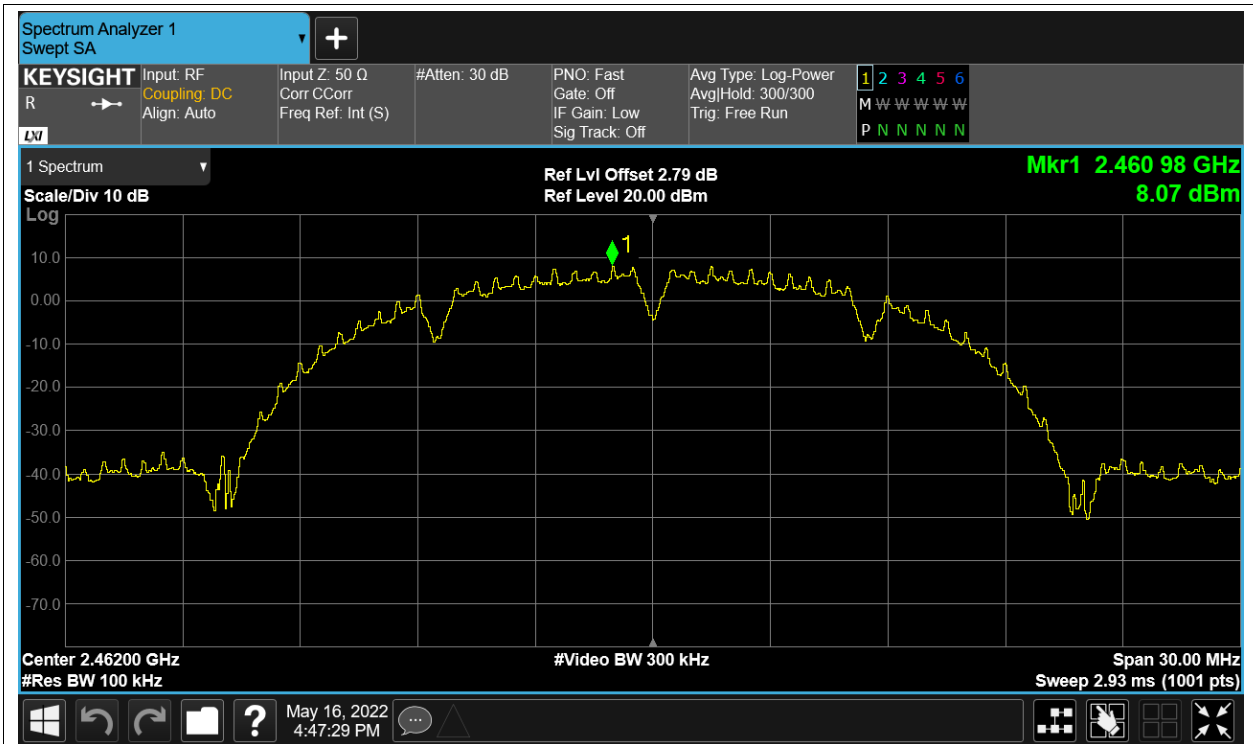 Spectrum Analyzer 1
Swept SA
+
KEYSIGHT
R
LXI
Input: RF
Coupling: DC
Align: Auto
Input Z: 50 Ω
Corr CCorr
Freq Ref: Int (S)
#Atten: 30 dB
PNO: Fast
Gate: Off
IF Gain: Low
Sig Track: Off
Avg Type: Log-Power
Avg|Hold: 300/300
Trig: Free Run
1 2 3 4 5 6
M W W W W W
P N N N N N
1 Spectrum
Scale/Div 10 dB
Log
Ref Lvl Offset 2.79 dB
Ref Level 20.00 dBm
Mkr1 2.460 98 GHz
8.07 dBm
1
10.0
0.00
-10.0
-20.0
-30.0
-40.0
-50.0
-60.0
-70.0
Center 2.46200 GHz
#Video BW 300 kHz
Span 30.00 MHz
#Res BW 100 kHz
Sweep 2.93 ms (1001 pts)
?
May 16, 2022
4:47:29 PM